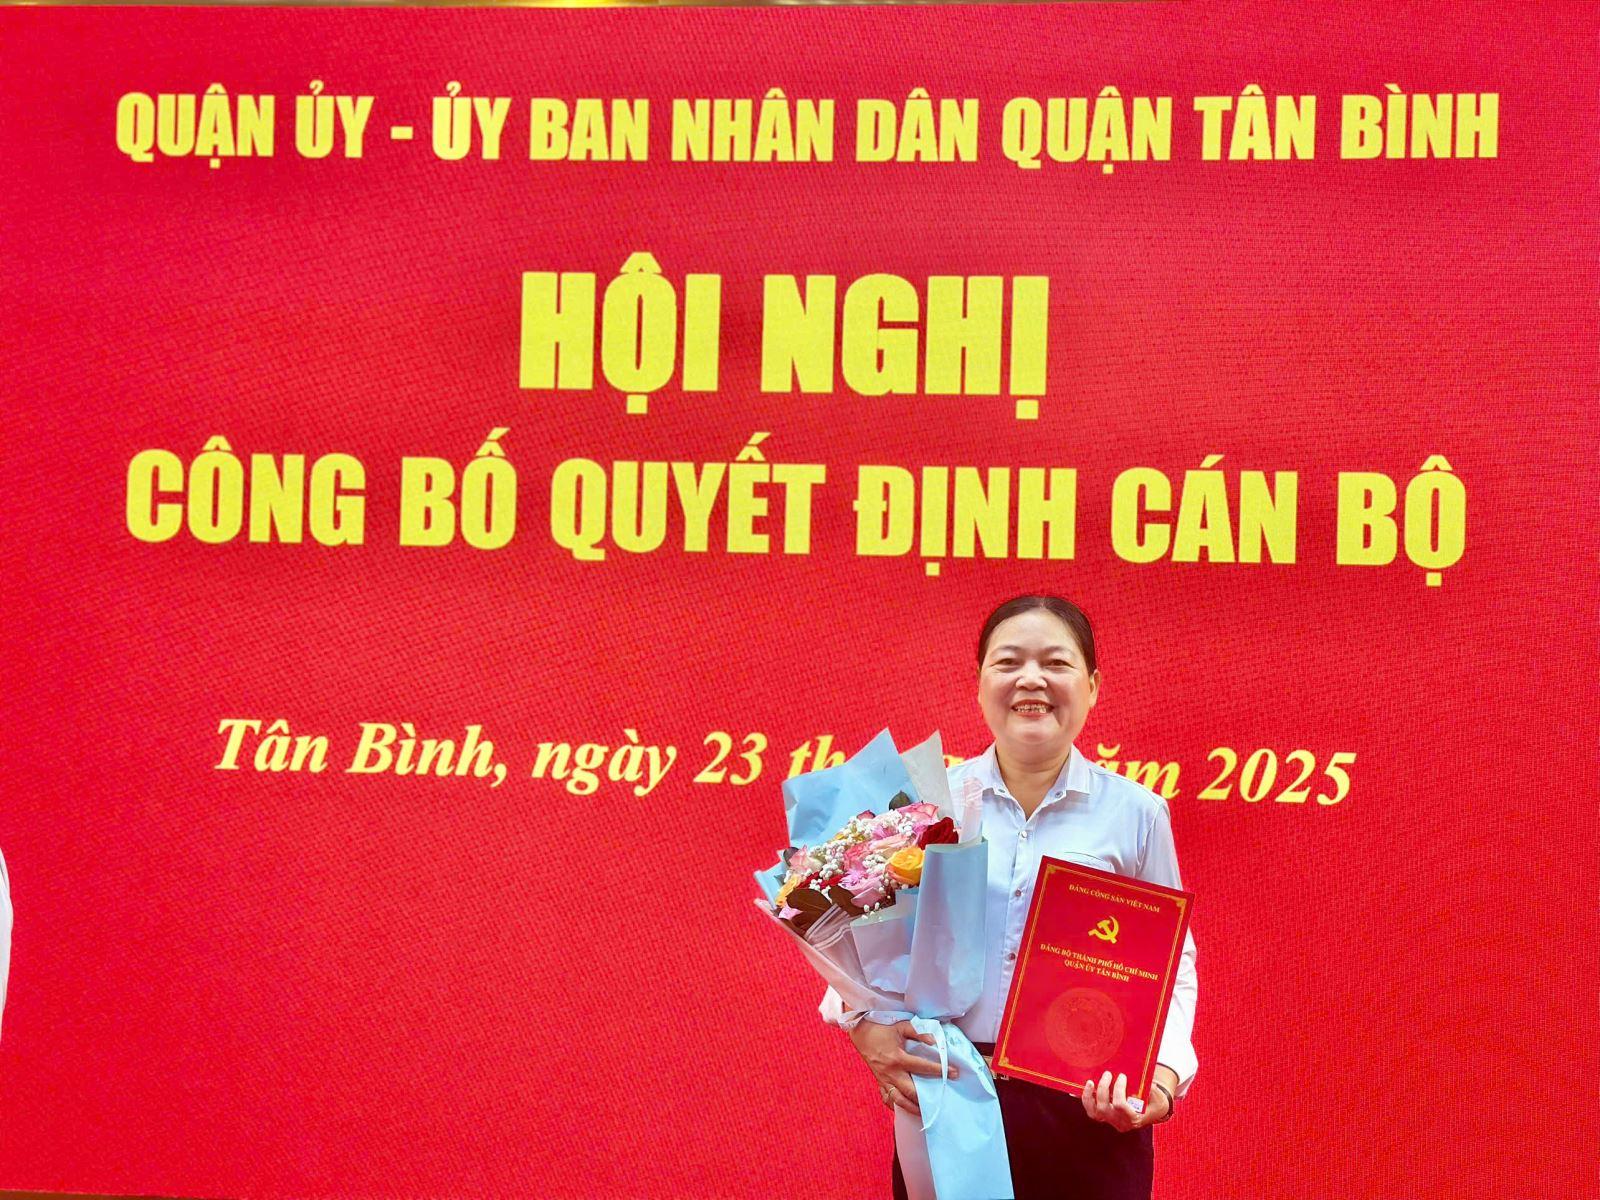 QUẬN ỦY - ỦY BAN NHÂN DÂN QUẬN TÂN BÌNH
HỘI NGHỊ
CÔNG BỐ QUYẾT ĐỊNH CÁN BỘ
Tân Bình, ngày 23 th năm 2025
ĐẢNG CỘNG SẢN VIỆT NAM
ĐẢNG BỘ THÀNH PHỐ HỒ CHÍ MINH
QUẬN ỦY TÂN BÌNH